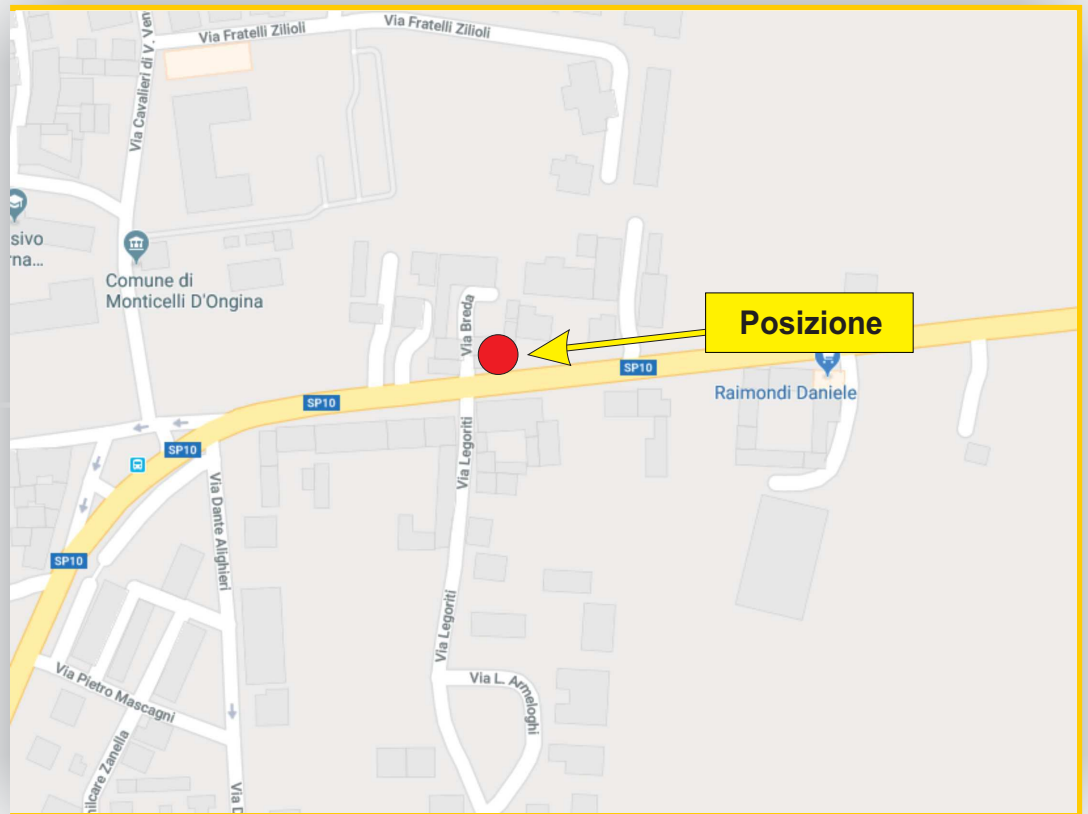 Via Fratelli Zilioli
Via Fratelli Zilioli
Via Cavalieri di V. Ven
sivo
rna...
Comune di
Monticelli D'Ongina
Via Breda
Posizione
SP10
SP10
Raimondi Daniele
SP10
Via Legoriti
Via Dante Alighieri
SP10
Via Legoriti
Via L. Armeloghi
Via Pietro Mascagni
nilcare Zanella
Via D